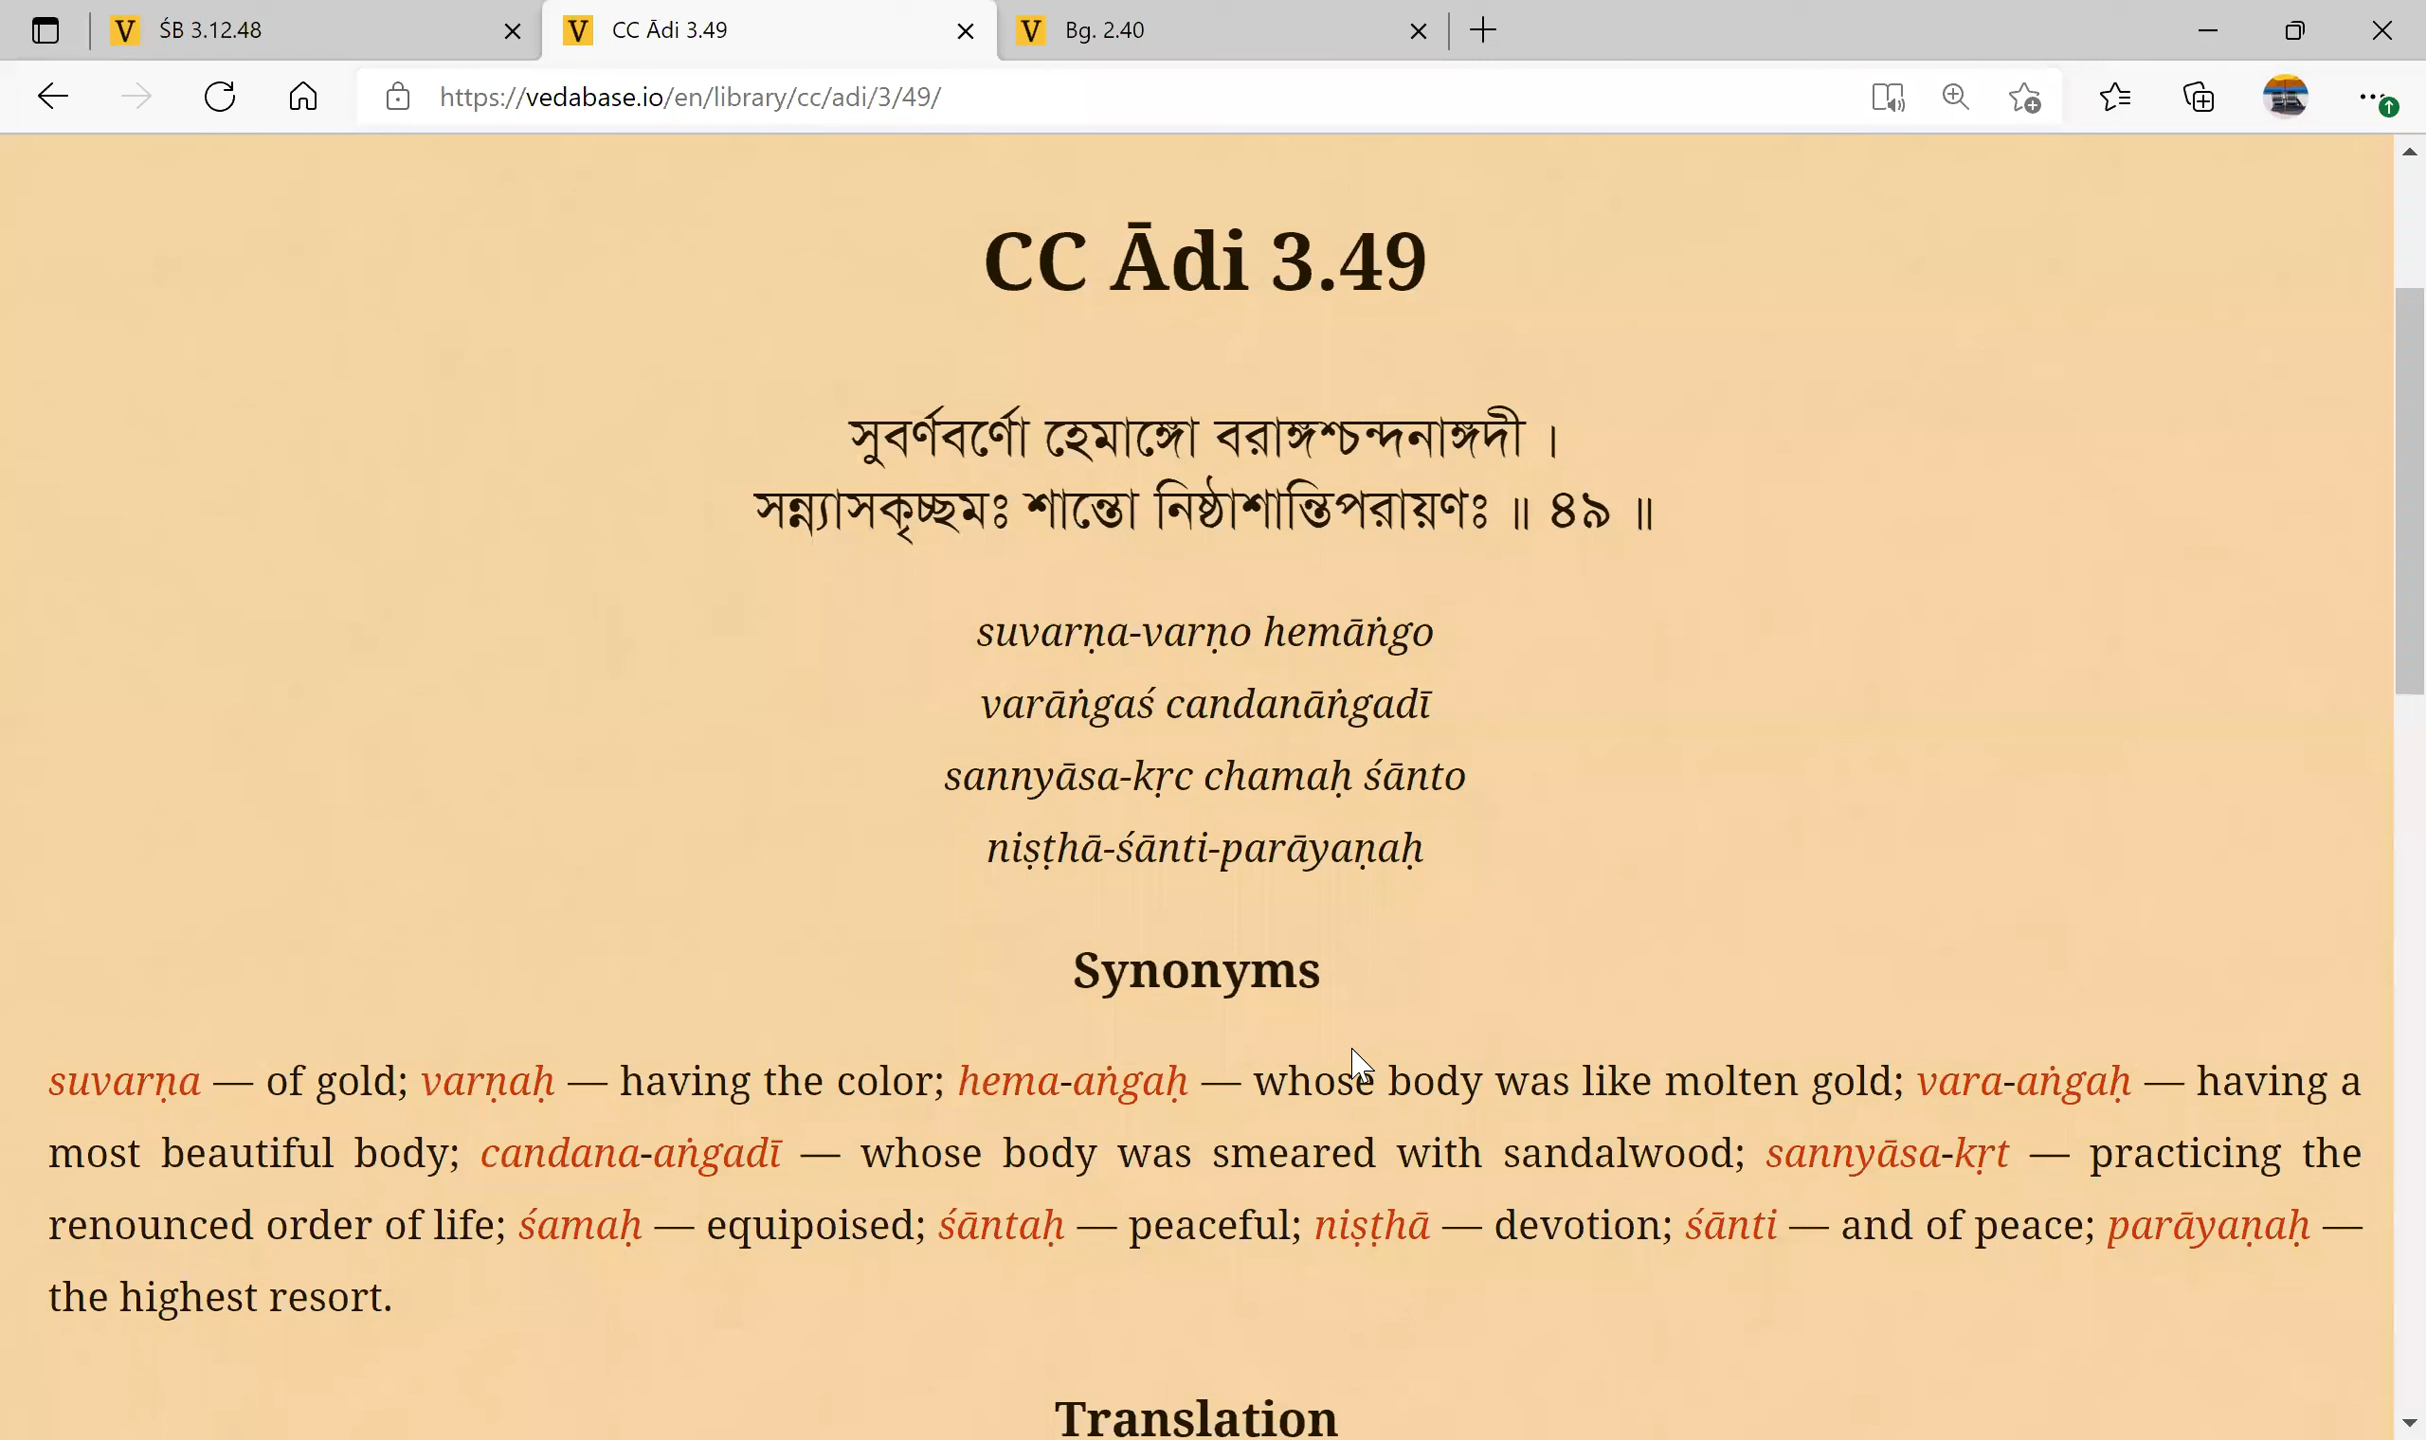 ŚB 3.12.48
CC Ādi 3.49
Bg. 2.40
https://vedabase.io/en/library/cc/adi/3/49/
CC Ādi 3.49
সুবর্ণবর্ণো হেমাঙ্গো বরাঙ্গশ্চন্দনাঙ্গদী ।
সন্ন্যাসকৃচ্ছমঃ শান্তো নিষ্ঠাশান্তিপরায়ণঃ ॥ ৪৯ ॥
suvarṇa-varṇo hemāṅgo
varāṅgaś candanāṅgadī
sannyāsa-kṛc chamaḥ śānto
niṣṭhā-śānti-parāyaṇaḥ
Synonyms
suvarṇa — of gold; varṇaḥ — having the color; hema-aṅgaḥ — whose body was like molten gold; vara-aṅgaḥ — having a
most beautiful body; candana-aṅgadī — whose body was smeared with sandalwood; sannyāsa-kṛt — practicing the
renounced order of life; śamaḥ — equipoised; śāntaḥ — peaceful; niṣṭhā — devotion; śānti — and of peace; parāyaṇaḥ —
the highest resort.
Translation